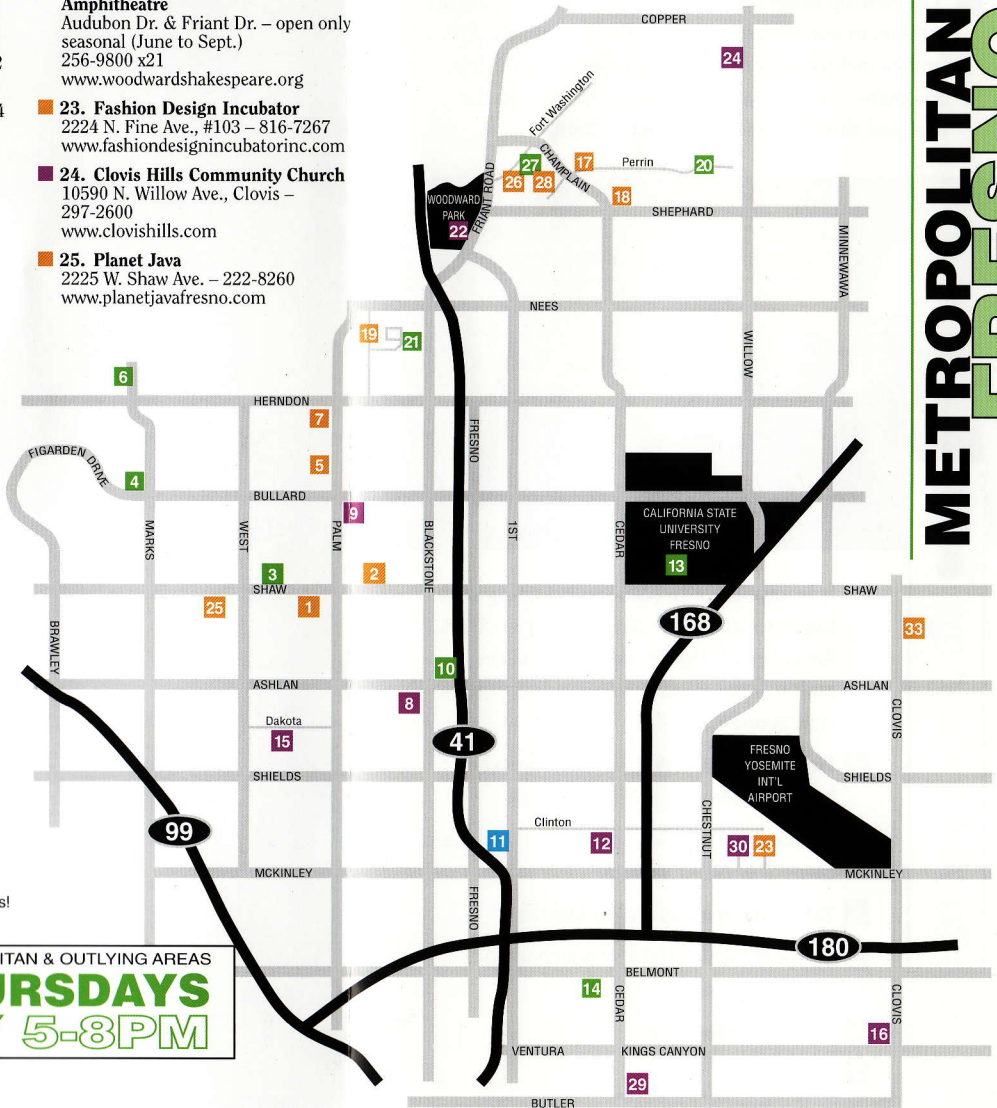 Amphitheatre
Audubon Dr. & Friant Dr. – open only
seasonal (June to Sept.)
256-9800 x21
www.woodwardshakespeare.org
23. Fashion Design Incubator
2224 N. Fine Ave., #103 – 816-7267
www.fashiondesignincubatorinc.com
24. Clovis Hills Community Church
10590 N. Willow Ave., Clovis –
297-2600
www.clovishills.com
25. Planet Java
2225 W. Shaw Ave. – 222-8260
www.planetjavafresno.com
2
4
METROPOLITAN
FRESNO
COPPER
24
Fort Washington
CHAMPLAIN
27
17
Perrin
20
26
28
18
FRIANT ROAD
WOODWARD
PARK
22
SHEPHARD
MINNEWAWA
NEES
19
21
WILLOW
6
HERNDON
7
FRESNO
FIGARDEN DRIVE
5
4
BULLARD
9
CALIFORNIA STATE
UNIVERSITY
FRESNO
13
MARKS
WEST
PALM
BLACKSTONE
1ST
CEDAR
3
2
SHAW
SHAW
25
1
168
33
BRAWLEY
10
ASHLAN
ASHLAN
8
CLOVIS
Dakota
15
41
FRESNO
YOSEMITE
INT'L
AIRPORT
SHIELDS
SHIELDS
99
11
Clinton
12
CHESTNUT
30
23
MCKINLEY
MCKINLEY
FRESNO
s!
180
ITAN & OUTLYING AREAS
URSDAYS
Y 5-8PM
BELMONT
14
CEDAR
CLOVIS
16
VENTURA
KINGS CANYON
29
BUTLER